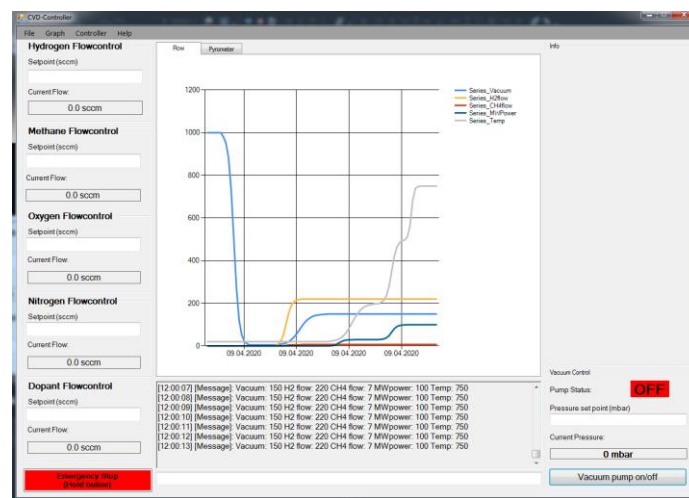 CVD-Controller
File Graph Controller Help
Hydrogen Flowcontrol
Setpoint (sccm)
Current Flow:
0.0 sccm
Methane Flowcontrol
Setpoint (sccm)
Current Flow:
0.0 sccm
Oxygen Flowcontrol
Setpoint (sccm)
Current Flow:
0.0 sccm
Nitrogen Flowcontrol
Setpoint (sccm)
Current Flow:
0.0 sccm
Dopant Flowcontrol
Setpoint (sccm)
Current Flow:
0.0 sccm
Emergency Stop
(Hold button)
Flow Pyrometer
1200
1000
800
600
400
200
0
09.04.2020 09.04.2020 09.04.2020 09.04.2020
Series_Vacuum
Series_H2flow
Series_CH4flow
Series_MWPower
Series_Temp
[12:00:07] [Message]: Vacuum: 150 H2 flow: 220 CH4 flow: 7 MWpower: 100 Temp: 750
[12:00:08] [Message]: Vacuum: 150 H2 flow: 220 CH4 flow: 7 MWpower: 100 Temp: 750
[12:00:09] [Message]: Vacuum: 150 H2 flow: 220 CH4 flow: 7 MWpower: 100 Temp: 750
[12:00:10] [Message]: Vacuum: 150 H2 flow: 220 CH4 flow: 7 MWpower: 100 Temp: 750
[12:00:11] [Message]: Vacuum: 150 H2 flow: 220 CH4 flow: 7 MWpower: 100 Temp: 750
[12:00:12] [Message]: Vacuum: 150 H2 flow: 220 CH4 flow: 7 MWpower: 100 Temp: 750
[12:00:13] [Message]: Vacuum: 150 H2 flow: 220 CH4 flow: 7 MWpower: 100 Temp: 750
Info
Vacuum Control
Pump Status: OFF
Pressure set point (mbar)
Current Pressure:
0 mbar
Vacuum pump on/off